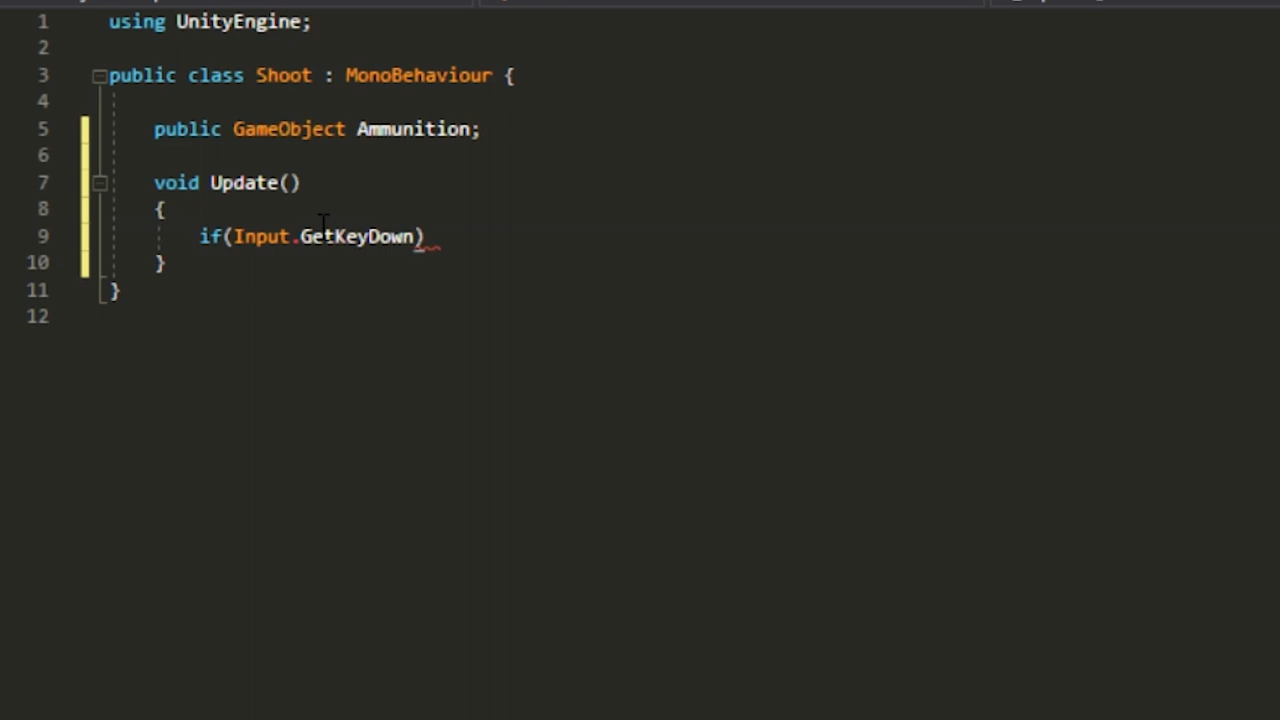 1 using UnityEngine;
2
3 public class Shoot : MonoBehaviour {
4
5 public GameObject Ammunition;
6
7 void Update()
8 {
9 if(Input.GetKeyDown)
10 }
11 }
12